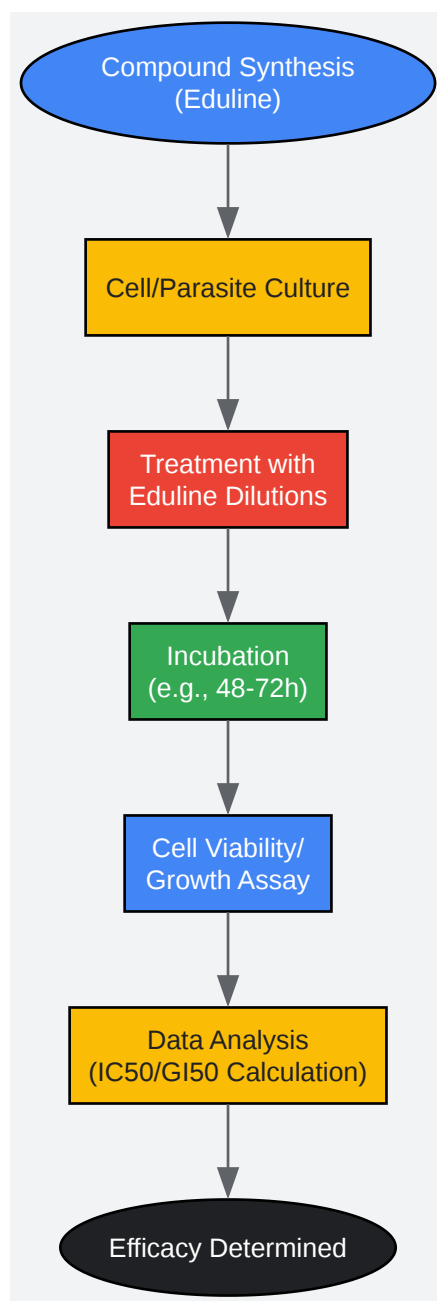 Compound Synthesis
(Eduline)
Cell/Parasite Culture
Treatment with
Eduline Dilutions
Incubation
(e.g., 48-72h)
Cell Viability/
Growth Assay
Data Analysis
(IC50/GI50 Calculation)
Efficacy Determined